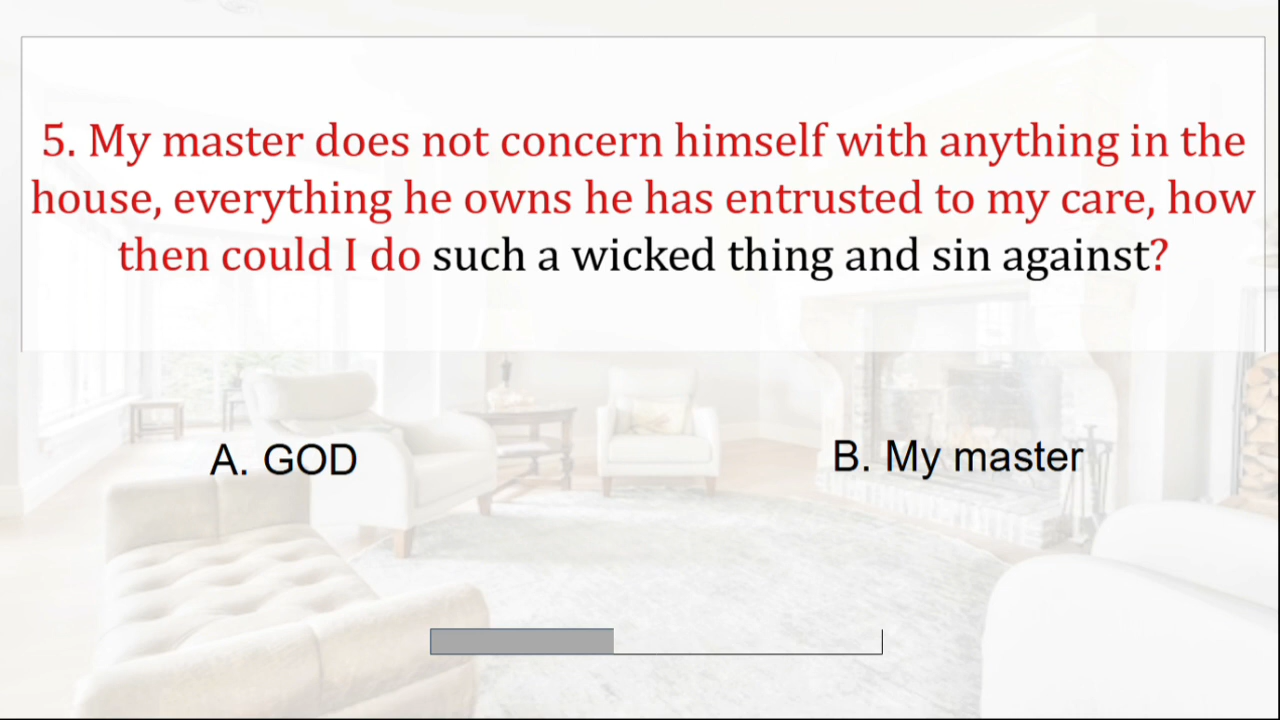 5. My master does not concern himself with anything in the
house, everything he owns he has entrusted to my care, how
then could I do such a wicked thing and sin against?
A. GOD
B. My master